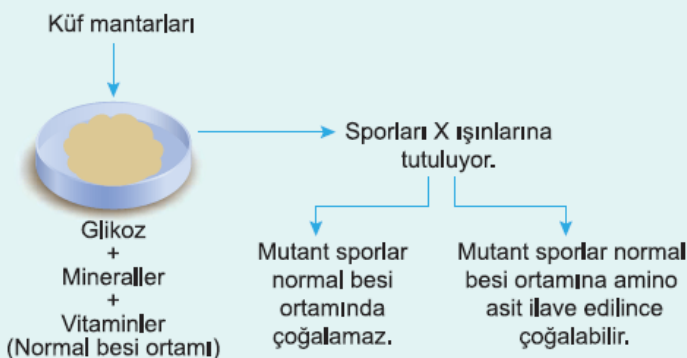 Küf mantarları
Sporları X ışınlarına
tutuluyor.
Glikoz
+
Mineraller
+
Vitaminler
(Normal besi ortamı)
Mutant sporlar
normal besi
ortamında
çoğalamaz.
Mutant sporlar normal
besi ortamına amino
asit ilave edilince
çoğalabilir.